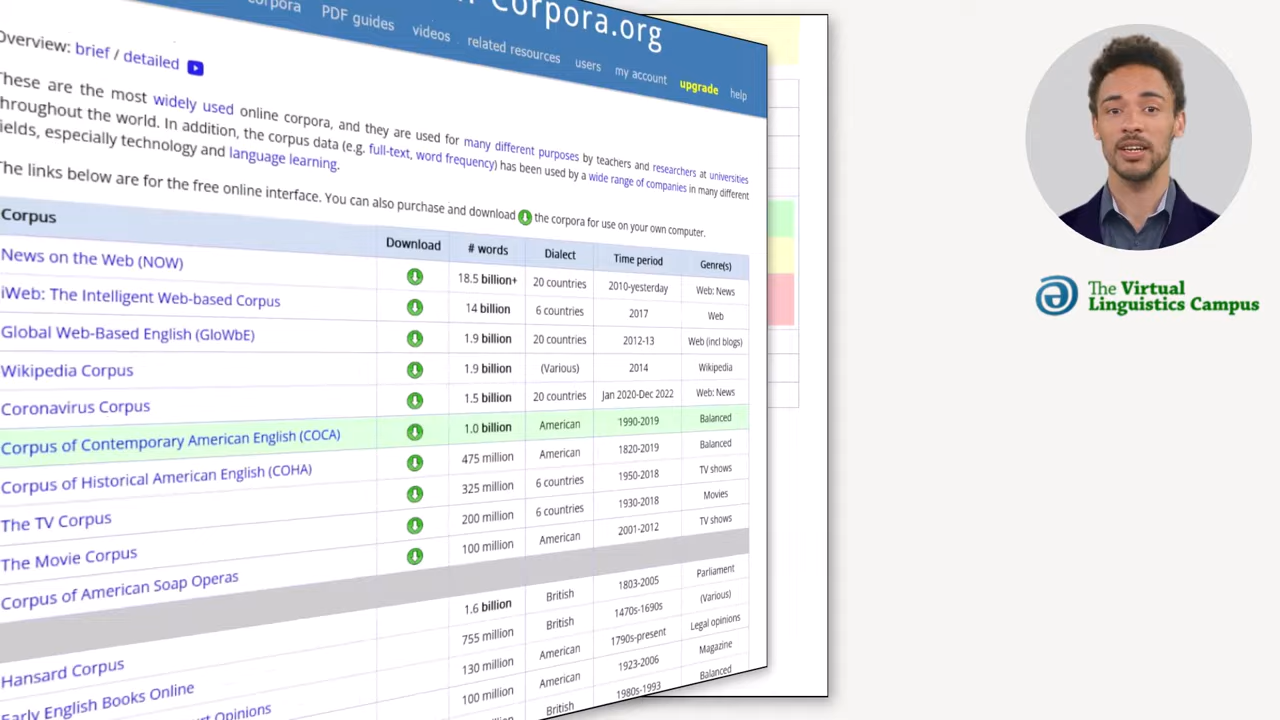 Corpora.org
corpora PDF guides videos related resources users my account upgrade help
Overview: brief / detailed
These are the most widely used online corpora, and they are used for many different purposes by teachers and researchers at universities
throughout the world. In addition, the corpus data (e.g. full-text, word frequency) has been used by a wide range of companies in many different
fields, especially technology and language learning.
The links below are for the free online interface. You can also purchase and download the corpora for use on your own computer.
Corpus Download # words Dialect Time period Genre(s)
News on the Web (NOW) 18.5 billion+ 20 countries 2010-yesterday Web: News
iWeb: The Intelligent Web-based Corpus 14 billion 6 countries 2017 Web
Global Web-Based English (GloWbE) 1.9 billion 20 countries 2012-13 Web (incl blogs)
Wikipedia Corpus 1.9 billion (Various) 2014 Wikipedia
Coronavirus Corpus 1.5 billion 20 countries Jan 2020-Dec 2022 Web: News
Corpus of Contemporary American English (COCA) 1.0 billion American 1990-2019 Balanced
Corpus of Historical American English (COHA) 475 million American 1820-2019 Balanced
The TV Corpus 325 million 6 countries 1950-2018 TV shows
The Movie Corpus 200 million 6 countries 1930-2018 Movies
Corpus of American Soap Operas 100 million American 2001-2012 TV shows
Hansard Corpus 1.6 billion British 1803-2005 Parliament
Early English Books Online 755 million British 1470s-1690s (Various)
Opinions 130 million American 1790s-present Legal opinions
100 million American 1923-2006 Magazine
British 1980s-1993 Balanced
The Virtual
Linguistics Campus